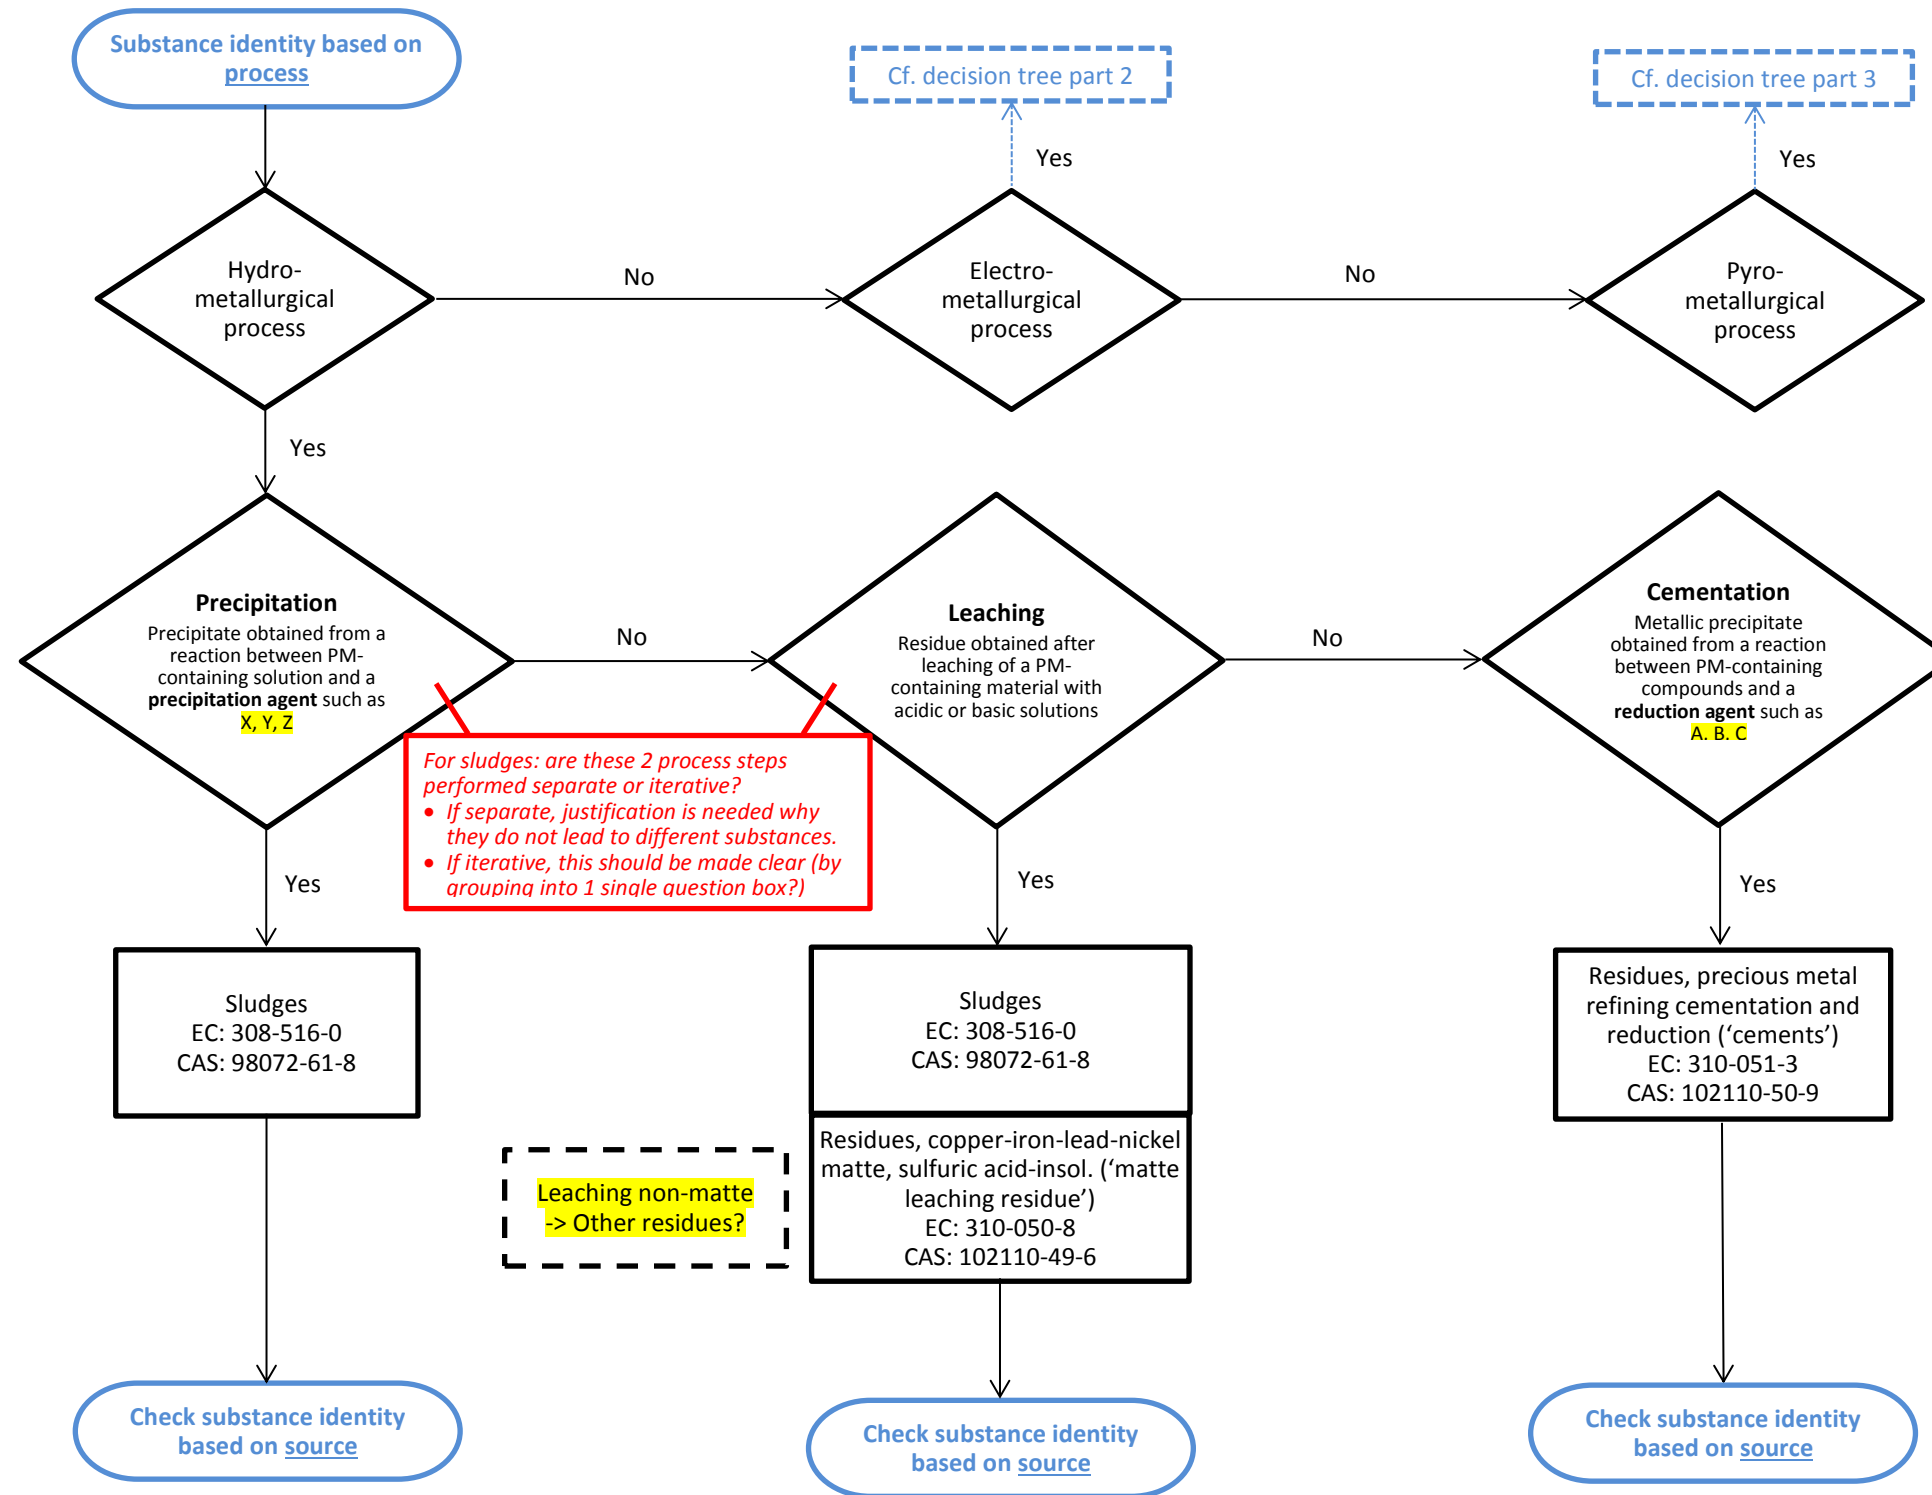 Substance identity based on
process
Cf. decision tree part 2
Cf. decision tree part 3
Yes
Yes
Hydro-
metallurgical
process
No
Electro-
metallurgical
process
No
Pyro-
metallurgical
process
Yes
Precipitation
Precipitate obtained from a
reaction between PM-
containing solution and a
precipitation agent such as
X, Y, Z
No
Leaching
Residue obtained after
leaching of a PM-
containing material with
acidic or basic solutions
No
Cementation
Metallic precipitate
obtained from a reaction
between PM-containing
compounds and a
reduction agent such as
A. B. C
For sludges: are these 2 process steps
performed separate or iterative?
• If separate, justification is needed why
they do not lead to different substances.
• If iterative, this should be made clear (by
grouping into 1 single question box?)
Yes
Yes
Yes
Sludges
EC: 308-516-0
CAS: 98072-61-8
Sludges
EC: 308-516-0
CAS: 98072-61-8
Residues, precious metal
refining cementation and
reduction (‘cements’)
EC: 310-051-3
CAS: 102110-50-9
Leaching non-matte
-> Other residues?
Residues, copper-iron-lead-nickel
matte, sulfuric acid-insol. (‘matte
leaching residue’)
EC: 310-050-8
CAS: 102110-49-6
Check substance identity
based on source
Check substance identity
based on source
Check substance identity
based on source